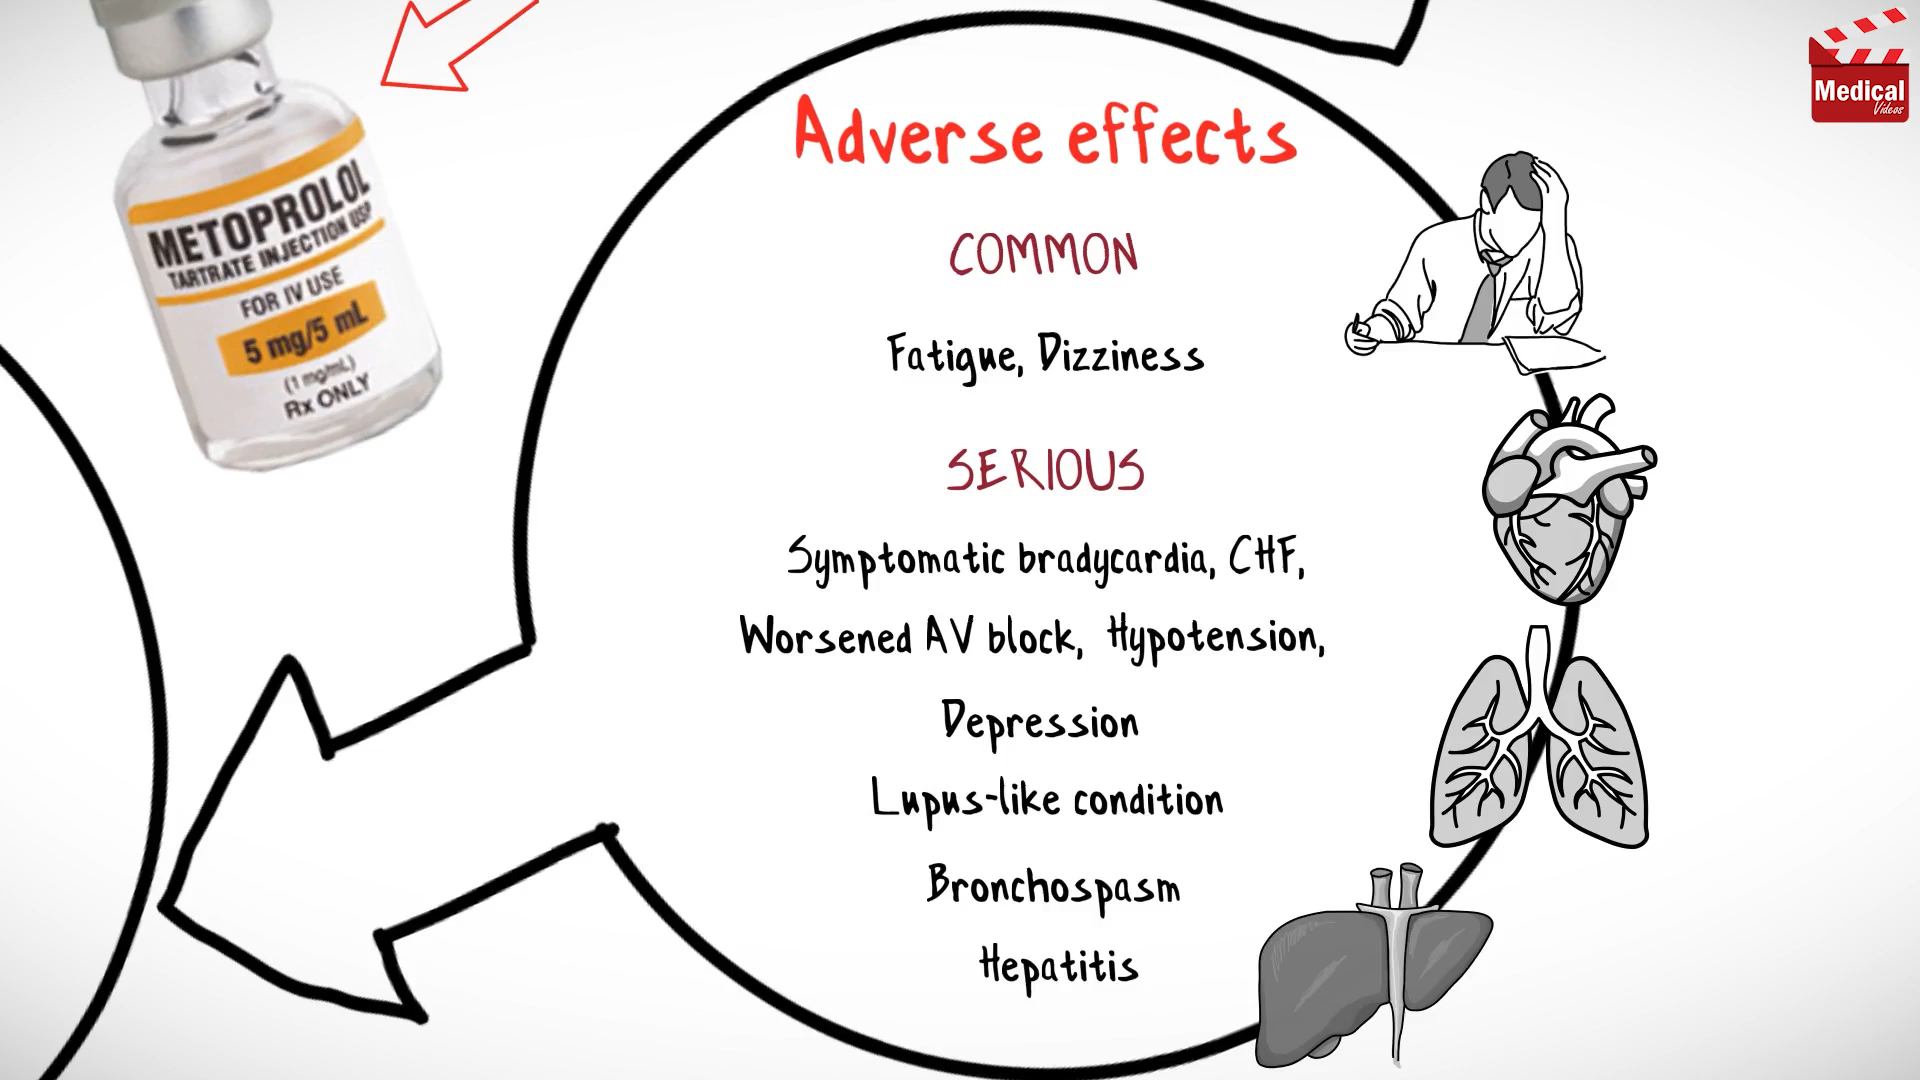 METOPROLOL
TARTRATE INJECTION USP
FOR IV USE
5 mg/5 mL
(1 mg/mL)
Rx ONLY
Medical
Videos
Adverse effects
COMMON
Fatigue, Dizziness
SERIOUS
Symptomatic bradycardia, CHF,
Worsened AV block, Hypotension,
Depression
Lupus-like condition
Bronchospasm
Hepatitis